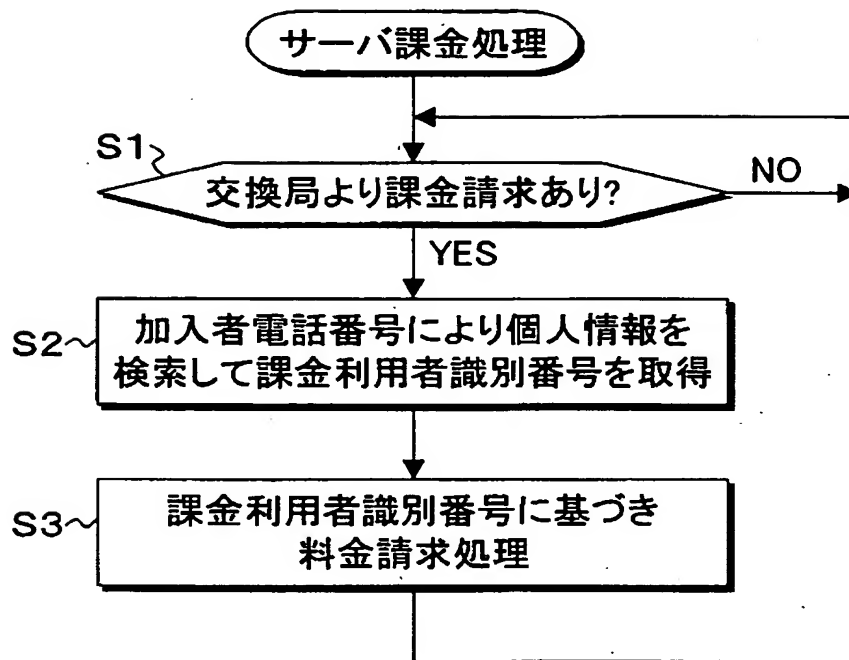 サーバ課金処理
S1
交換局より課金請求あり?
NO
YES
S2
加入者電話番号により個人情報を
検索して課金利用者識別番号を取得
S3
課金利用者識別番号に基づき
料金請求処理